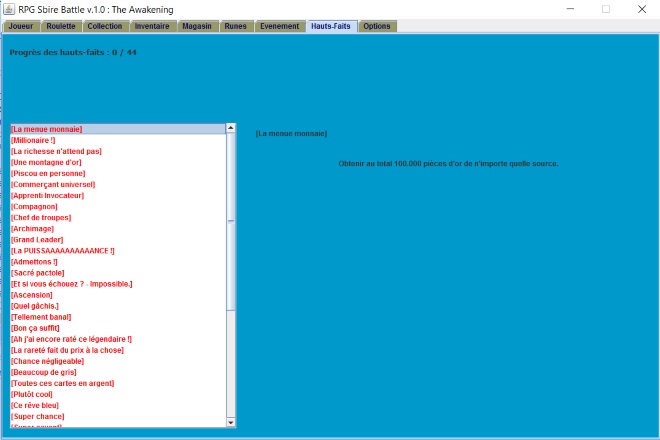 RPG Sbire Battle v.1.0 : The Awakening
Joueur Roulette Collection Inventaire Magasin Runes Evenement Hauts-Faits Options
Progrès des hauts-faits : 0 / 44
[La menue monnaie]
[Millionaire !]
[La richesse n'attend pas]
[Une montagne d'or]
[Piscou en personne]
[Commerçant universel]
[Apprenti Invocateur]
[Compagnon]
[Chef de troupes]
[Archimage]
[Grand Leader]
[La PUISSAAAAAAAAAANCE !]
[Admettons !]
[Sacré pactole]
[Et si vous échouez ? - Impossible.]
[Ascension]
[Quel gâchis.]
[Tellement banal]
[Bon ça suffit]
[Ah j'ai encore raté ce légendaire !]
[La rareté fait du prix à la chose]
[Chance négligeable]
[Beaucoup de gris]
[Toutes ces cartes en argent]
[Plutôt cool]
[Ce rêve bleu]
[Super chance]
[La menue monnaie]
Obtenir au total 100.000 pièces d'or de n'importe quelle source.